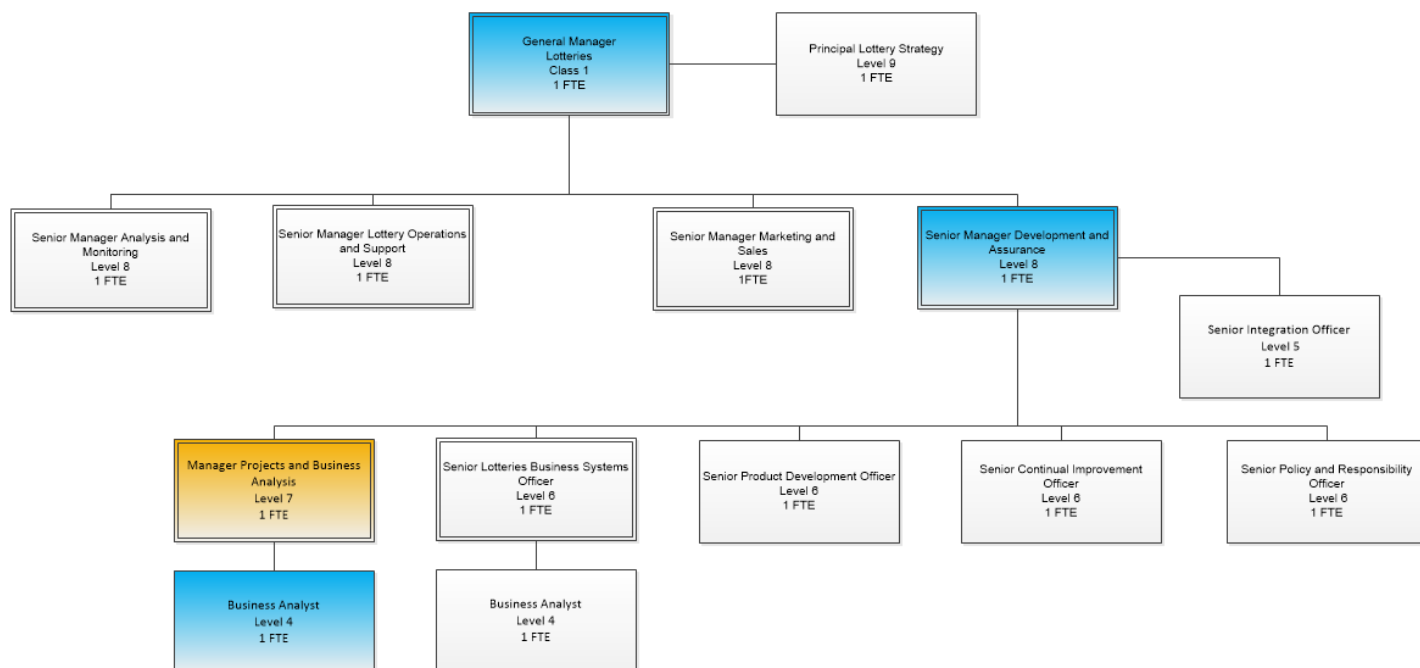 General Manager
Lotteries
Class 1
1 FTE
Principal Lottery Strategy
Level 9
1 FTE
Senior Manager Analysis and
Monitoring
Level 8
1 FTE
Senior Manager Lottery Operations
and Support
Level 8
1 FTE
Senior Manager Marketing and
Sales
Level 8
1FTE
Senior Manager Development and
Assurance
Level 8
1 FTE
Senior Integration Officer
Level 5
1 FTE
Manager Projects and Business
Analysis
Level 7
1 FTE
Senior Lotteries Business Systems
Officer
Level 6
1 FTE
Senior Product Development Officer
Level 6
1 FTE
Senior Continual Improvement
Officer
Level 6
1 FTE
Senior Policy and Responsibility
Officer
Level 6
1 FTE
Business Analyst
Level 4
1 FTE
Business Analyst
Level 4
1 FTE